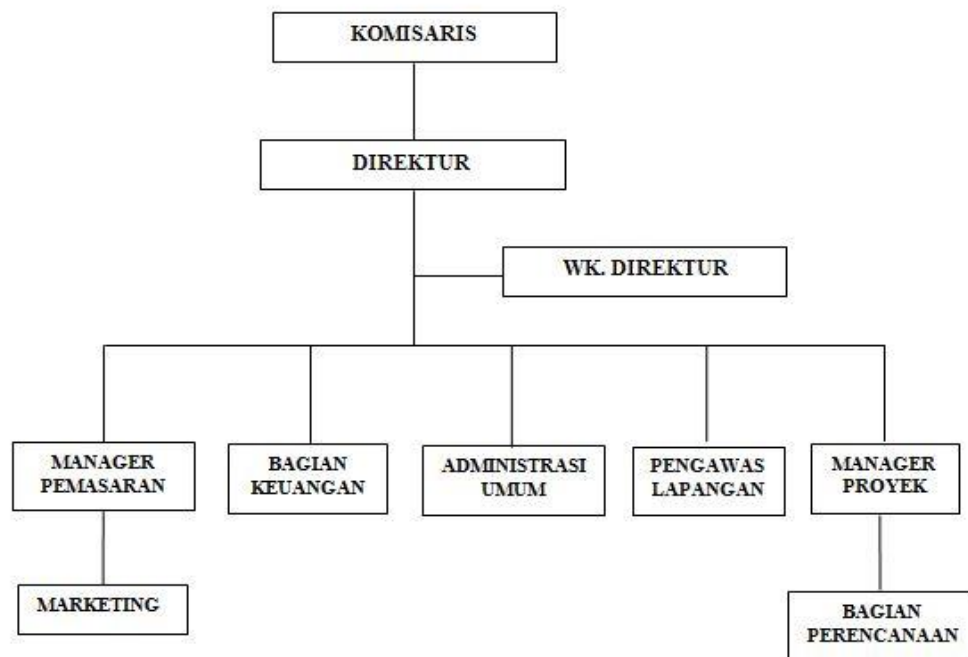 KOMISARIS
DIREKTUR
WK. DIREKTUR
MANAGER
PEMASARAN
BAGIAN
KEUANGAN
ADMINISTRASI
UMUM
PENGAWAS
LAPANGAN
MANAGER
PROYEK
MARKETING
BAGIAN
PERENCANAAN